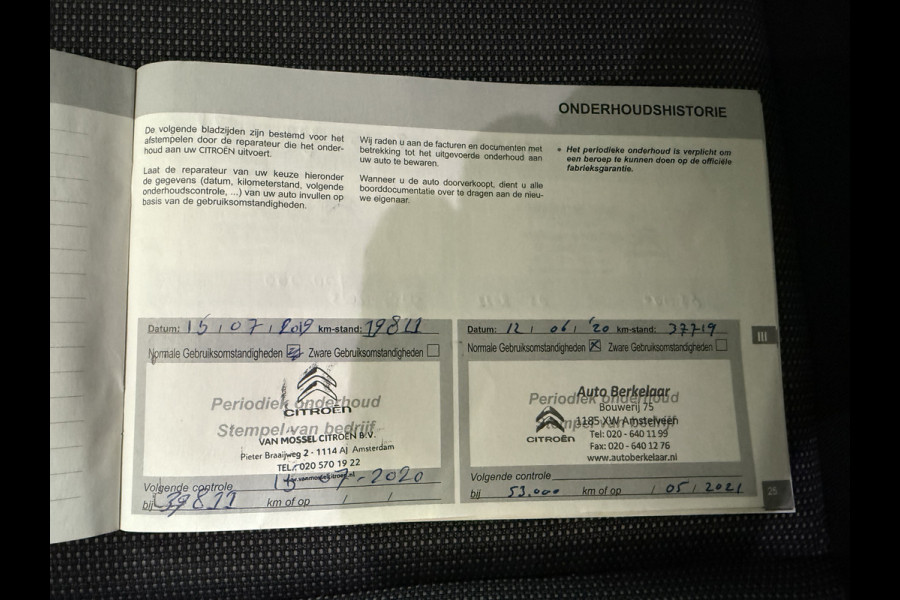 ONDERHOUDSHISTORIE
De volgende bladzijden zijn bestemd voor het
afstempelen door de reparateur die het onder-
houd aan uw CITROËN uitvoert.
Laat de reparateur van uw keuze hieronder
de gegevens (datum, kilometerstand, volgende
onderhoudscontrole, ...) van uw auto invullen op
basis van de gebruiksomstandigheden.
Wij raden u aan de facturen en documenten met
betrekking tot het uitgevoerde onderhoud aan
uw auto te bewaren.
Wanneer u de auto doorverkoopt, dient u alle
boorddocumentatie over te dragen aan de nieu-
we eigenaar.
• Het periodieke onderhoud is verplicht om
een beroep te kunnen doen op de officiële
fabrieksgarantie.
Datum: 15 / 07 / 2019 km-stand: 19811
Normale Gebruiksomstandigheden Zware Gebruiksomstandigheden
Periodiek onderhoud
CITROËN
Stempel van bedrijf
VAN MOSSEL CITROËN B.V.
Pieter Braaijweg 2 - 1114 AJ Amsterdam
TEL. 020 570 19 22
Volgende controle 15-07-2020
bij 39811 km of op / /
Datum: 12 / 06 / '20 km-stand: 37719
Normale Gebruiksomstandigheden Zware Gebruiksomstandigheden
Periodiek onderhoud
Stempel van bedrijf
CITROËN
Auto Berkelaar
Bouwerij 75
1185 XW Amstelveen
Tel: 020 - 640 11 99
Fax: 020 - 640 12 76
www.autoberkelaar.nl
Volgende controle
bij 53.000 km of op / 05 / 2021
III
25